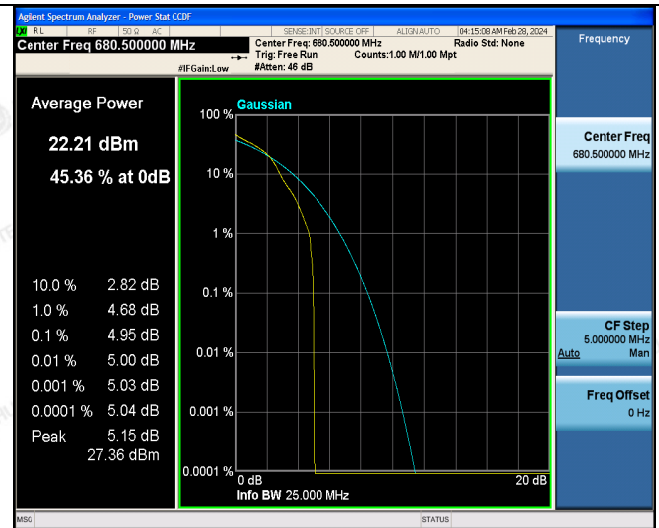 Agilent Spectrum Analyzer - Power Stat CCDF
RL RF 50 Ω AC SENSE:INT SOURCE OFF ALIGN AUTO 04:15:08 AM Feb 28, 2024
Center Freq 680.500000 MHz
Center Freq: 680.500000 MHz Radio Std: None
Trig: Free Run Counts:1.00 M/1.00 Mpt
#IFGain:Low #Atten: 46 dB
Frequency
Average Power
22.21 dBm
45.36 % at 0dB
10.0 % 2.82 dB
1.0 % 4.68 dB
0.1 % 4.95 dB
0.01 % 5.00 dB
0.001 % 5.03 dB
0.0001 % 5.04 dB
Peak 5.15 dB
27.36 dBm
Gaussian
100 %
10 %
1 %
0.1 %
0.01 %
0.001 %
0.0001 %
0 dB 20 dB
Info BW 25.000 MHz
Center Freq
680.500000 MHz
CF Step
5.000000 MHz
Auto Man
Freq Offset
0 Hz
MSG STATUS